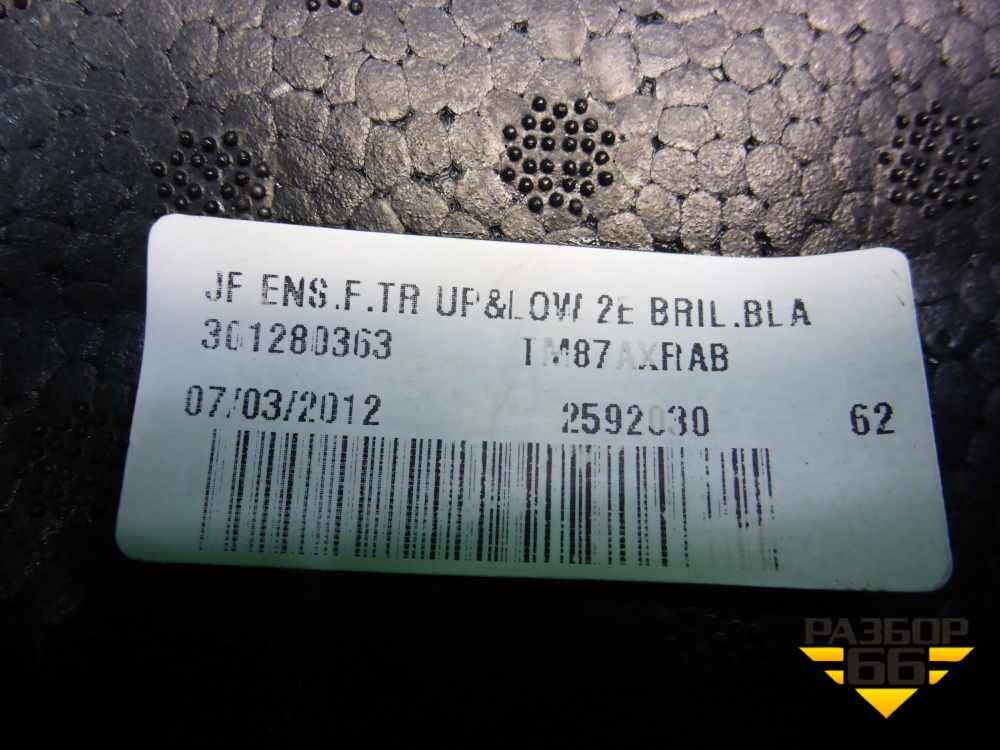 JF ENS.F.TR UP&LOW 2E BRIL.BLA
301280363 TM87AXRAB
07/03/2012 2592030 62
РАЗБОР
66